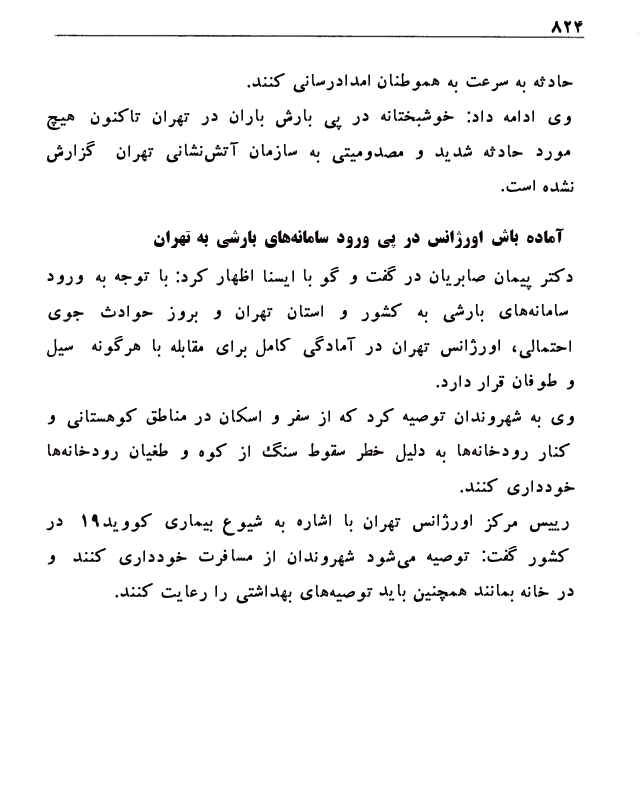 ۸۲۴
حادثه به سرعت به هموطنان امدادرسانی کنند.
وی ادامه داد: خوشبختانه در پی بارش باران در تهران تاکنون هیچ
مورد حادثه شدید و مصدومیتی به سازمان آتش‌نشانی تهران گزارش
نشده است.
آماده باش اورژانس در پی ورود سامانه‌های بارشی به تهران
دکتر پیمان صابریان در گفت و گو با ایسنا اظهار کرد: با توجه به ورود
سامانه‌های بارشی به کشور و استان تهران و بروز حوادث جوی
احتمالی، اورژانس تهران در آمادگی کامل برای مقابله با هرگونه سیل
و طوفان قرار دارد.
وی به شهروندان توصیه کرد که از سفر و اسکان در مناطق کوهستانی و
کنار رودخانه‌ها به دلیل خطر سقوط سنگ از کوه و طغیان رودخانه‌ها
خودداری کنند.
رییس مرکز اورژانس تهران با اشاره به شیوع بیماری کووید۱۹ در
کشور گفت: توصیه می‌شود شهروندان از مسافرت خودداری کنند و
در خانه بمانند همچنین باید توصیه‌های بهداشتی را رعایت کنند.